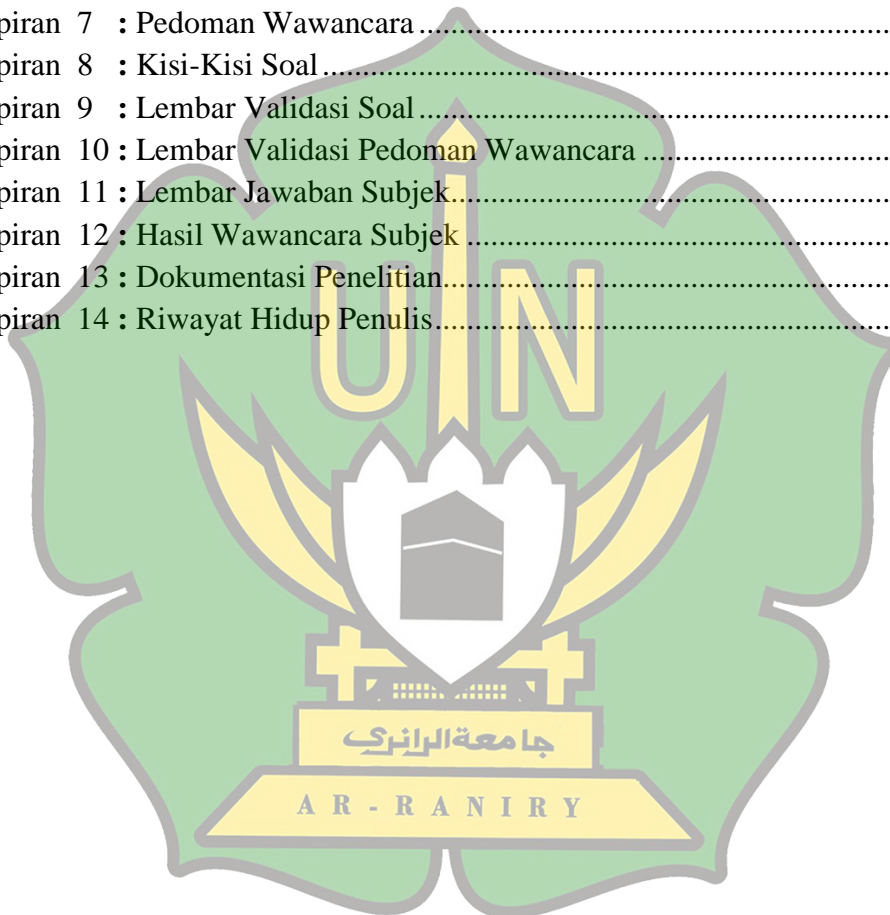 piran 7 : Pedoman Wawancara
piran 8 : Kisi-Kisi Soal
piran 9 : Lembar Validasi Soal
piran 10 : Lembar Validasi Pedoman Wawancara
piran 11 : Lembar Jawaban Subjek
piran 12 : Hasil Wawancara Subjek
piran 13 : Dokumentasi Penelitian
piran 14 : Riwayat Hidup Penulis
UIN
جامعة الرانري
AR-RANIRY